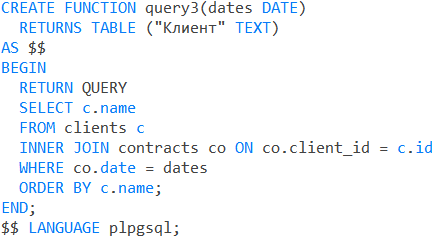 CREATE FUNCTION query3(dates DATE)
  RETURNS TABLE ("Клиент" TEXT)
AS $$
BEGIN
  RETURN QUERY
  SELECT c.name
  FROM clients c
  INNER JOIN contracts co ON co.client_id = c.id
  WHERE co.date = dates
  ORDER BY c.name;
END;
$$ LANGUAGE plpgsql;